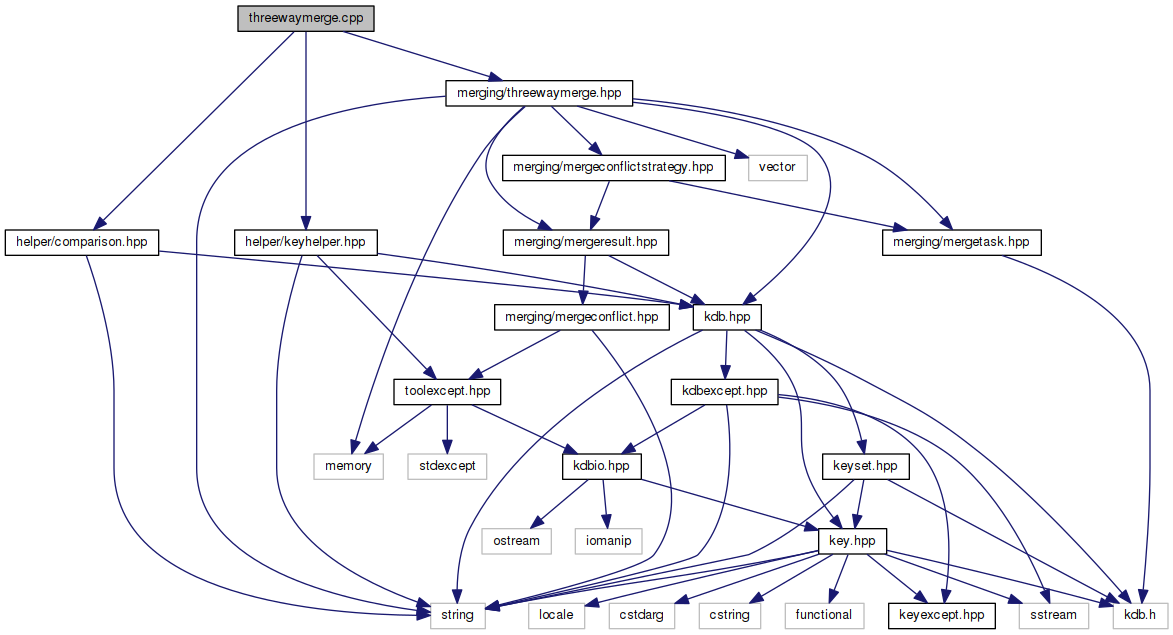 threewaymerge.cpp
merging/threewaymerge.hpp
merging/mergeconflictstrategy.hpp
vector
helper/comparison.hpp
helper/keyhelper.hpp
merging/mergeresult.hpp
merging/mergetask.hpp
merging/mergeconflict.hpp
kdb.hpp
toolexcept.hpp
kdbexcept.hpp
memory
stdexcept
kdbio.hpp
keyset.hpp
ostream
iomanip
key.hpp
string
locale
cstdarg
cstring
functional
keyexcept.hpp
sstream
kdb.h